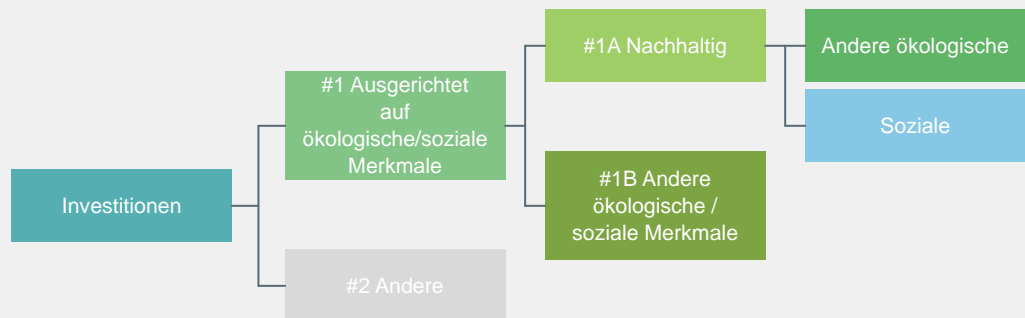 Investitionen
#1 Ausgerichtet
auf
ökologische/soziale
Merkmale
#2 Andere
#1A Nachhaltig
#1B Andere
ökologische /
soziale Merkmale
Andere ökologische
Soziale